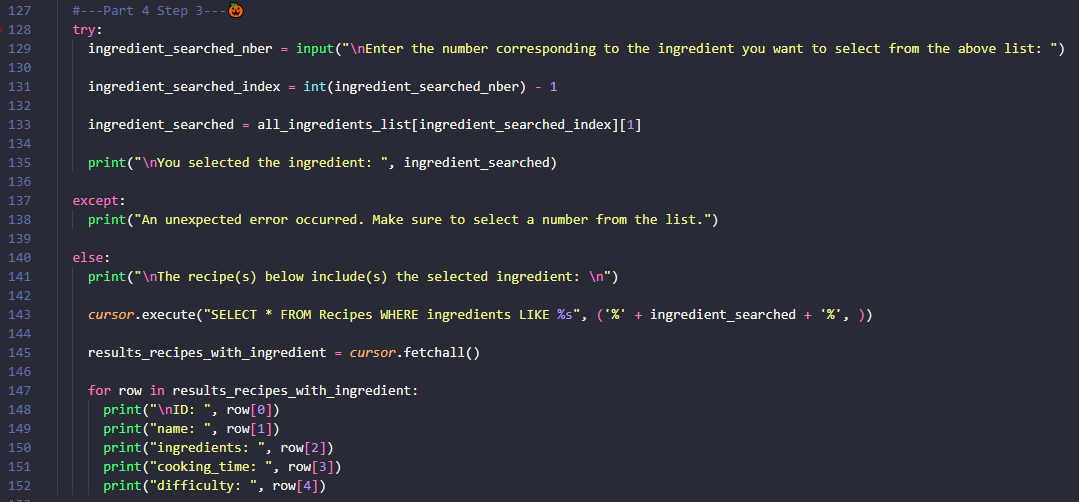 127 #---Part 4 Step 3---🎃
128 try:
129 ingredient_searched_nber = input("\nEnter the number corresponding to the ingredient you want to select from the above list: ")
130
131 ingredient_searched_index = int(ingredient_searched_nber) - 1
132
133 ingredient_searched = all_ingredients_list[ingredient_searched_index][1]
134
135 print("\nYou selected the ingredient: ", ingredient_searched)
136
137 except:
138 print("An unexpected error occurred. Make sure to select a number from the list.")
139
140 else:
141 print("\nThe recipe(s) below include(s) the selected ingredient: \n")
142
143 cursor.execute("SELECT * FROM Recipes WHERE ingredients LIKE %s", ('%' + ingredient_searched + '%', ))
144
145 results_recipes_with_ingredient = cursor.fetchall()
146
147 for row in results_recipes_with_ingredient:
148 print("\nID: ", row[0])
149 print("name: ", row[1])
150 print("ingredients: ", row[2])
151 print("cooking_time: ", row[3])
152 print("difficulty: ", row[4])